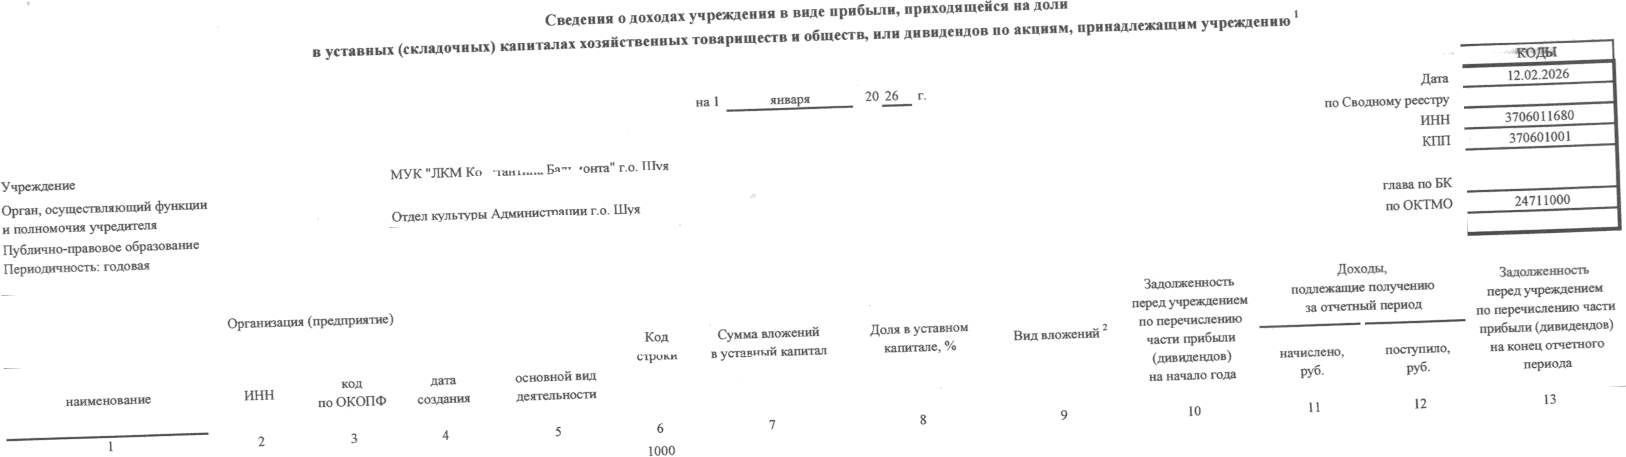 Сведения о доходах учреждения в виде прибыли, приходящейся на доли
в уставных (складочных) капиталах хозяйственных товариществ и обществ, или дивидендов по акциям, принадлежащим учреждению 1
КОДЫ
на 1 января 20 26 г.
Дата 12.02.2026
по Сводному реестру
ИНН 3706011680
КПП 370601001
Учреждение МУК "ЛКМ г.о. Шуя
глава по БК
Орган, осуществляющий функции
и полномочия учредителя Отдел культуры Администрации г.о. Шуя
по ОКТМО 24711000
Публично-правовое образование
Периодичность: годовая
Организация (предприятие)
наименование
ИНН
код
по ОКОПФ
дата
создания
основной вид
деятельности
Код
строки
Сумма вложений
в уставный капитал
Доля в уставном
капитале, %
Вид вложений 2
Задолженность
перед учреждением
по перечислению
части прибыли
(дивидендов)
на начало года
Доходы,
подлежащие получению
за отчетный период
начислено,
руб.
поступило,
руб.
Задолженность
перед учреждением
по перечислению части
прибыли (дивидендов)
на конец отчетного
периода
1 2 3 4 5 6 7 8 9 10 11 12 13
1000